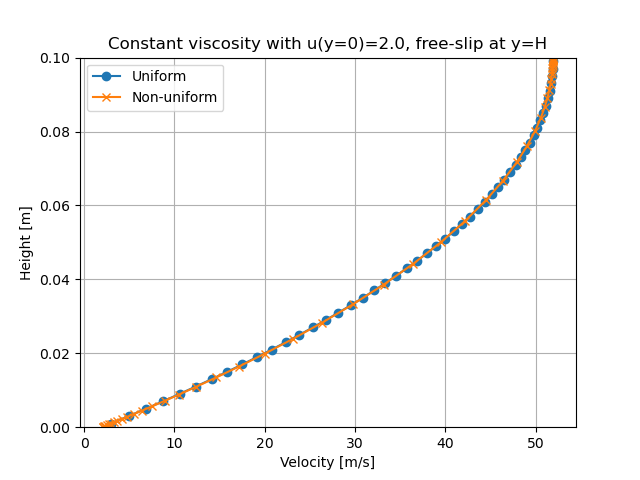 Constant viscosity with u(y=0)=2.0, free-slip at y=H
Uniform
Non-uniform
0.10
0.08
0.06
0.04
0.02
0.00
Height [m]
0 10 20 30 40 50
Velocity [m/s]